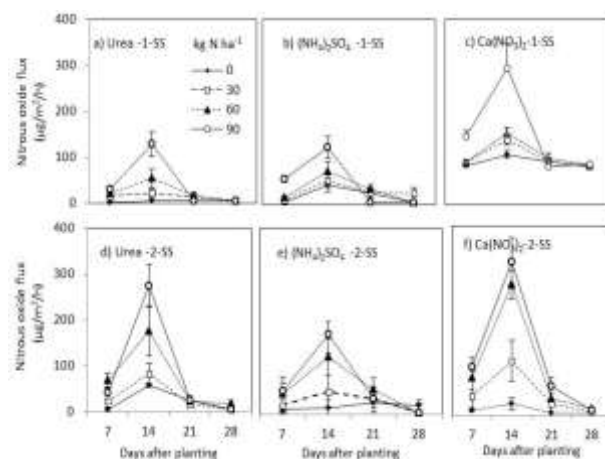 400
300
200
100
0
Nitrous oxide flux
(µg/m²/h)
a) Urea -1-SS
kg N ha⁻¹
0
30
60
90
b) (NH₄)₂SO₄ -1-SS
c) Ca(NO₃)₂-1-SS
400
300
200
100
0
Nitrous oxide flux
(µg/m²/h)
d) Urea -2-SS
e) (NH₄)₂SO₄ -2-SS
f) Ca(NO₃)₂-2-SS
7 14 21 28
7 14 21 28
7 14 21 28
Days after planting
Days after planting
Days after planting